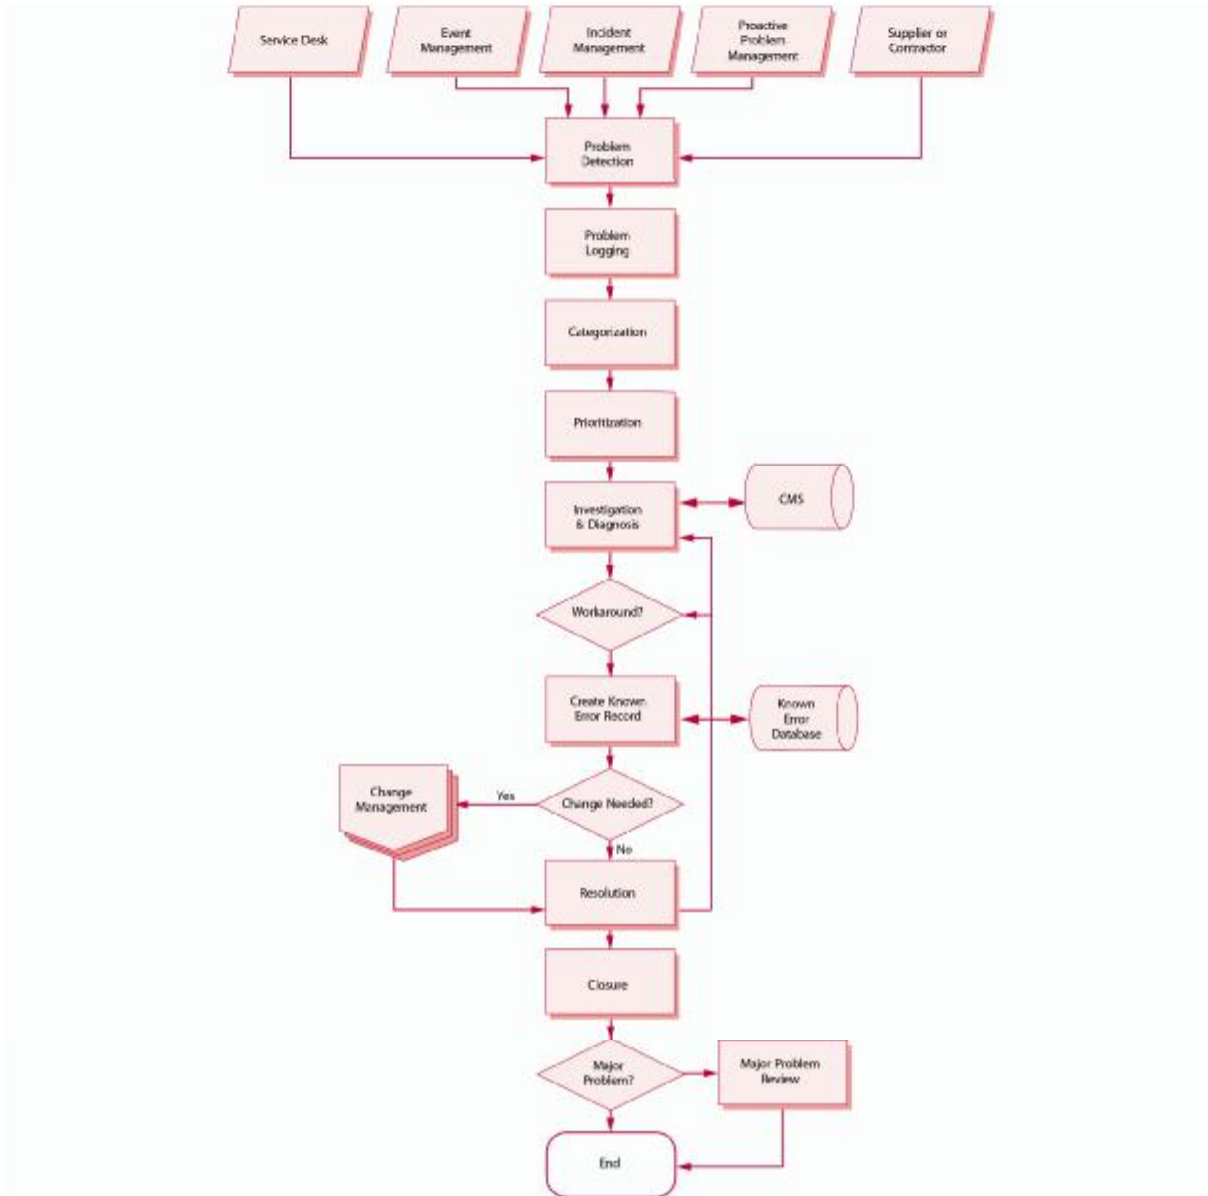 Service Desk
Event
Management
Incident
Management
Proactive
Problem
Management
Supplier or
Contractor
Problem
Detection
Problem
Logging
Categorization
Prioritization
Investigation
& Diagnosis
CMS
Workaround?
Create Known
Error Record
Known
Error
Database
Change
Management
Yes
Change Needed?
No
Resolution
Closure
Major
Problem?
Major Problem
Review
End